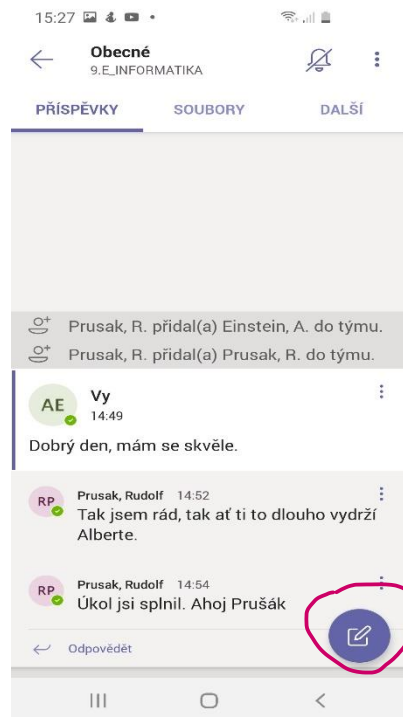 15:27
Obecné
9.E_INFORMATIKA
PŘÍSPĚVKY SOUBORY DALŠÍ
Prusak, R. přidal(a) Einstein, A. do týmu.
Prusak, R. přidal(a) Prusak, R. do týmu.
AE Vy
14:49
Dobrý den, mám se skvěle.
RP Prusak, Rudolf 14:52
Tak jsem rád, tak ať ti to dlouho vydrží
Alberte.
RP Prusak, Rudolf 14:54
Úkol jsi splnil. Ahoj Prušák
Odpovědět